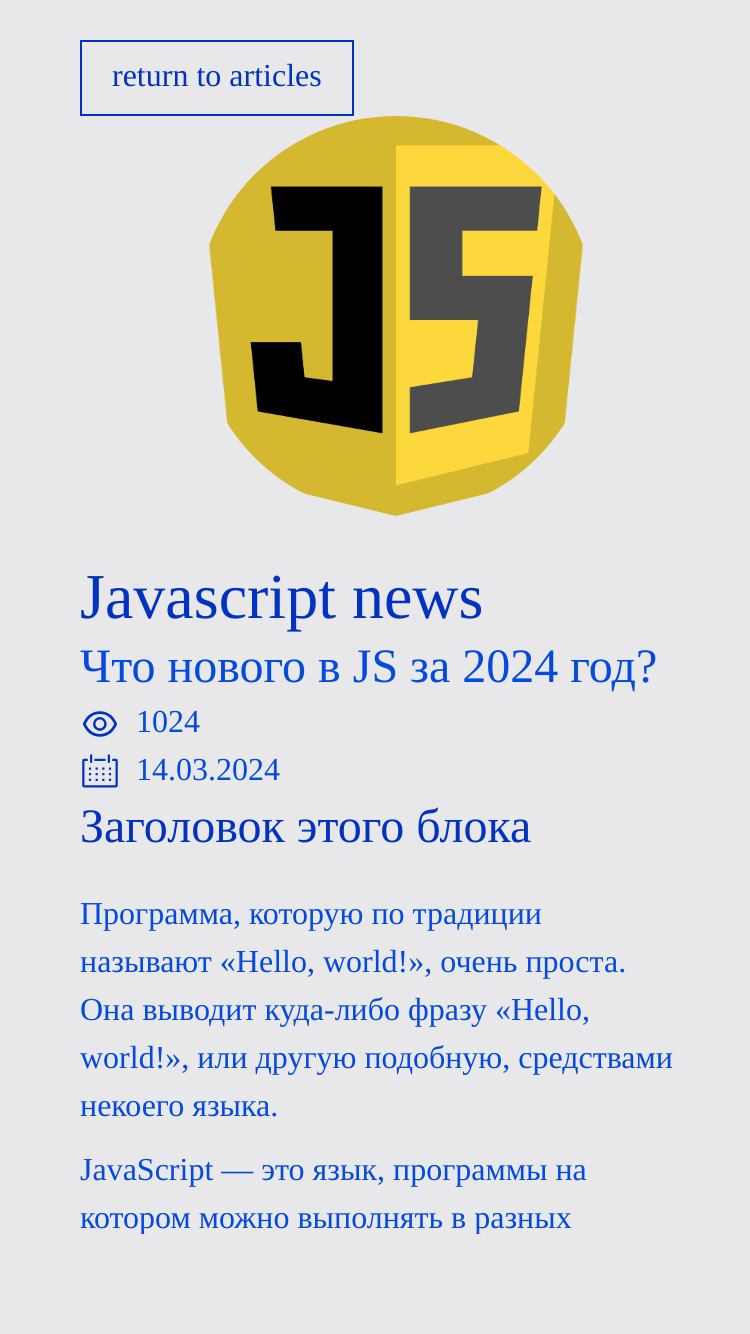 return to articles
JS
Javascript news
Что нового в JS за 2024 год?
1024
14.03.2024
Заголовок этого блока
Программа, которую по традиции
называют «Hello, world!», очень проста.
Она выводит куда-либо фразу «Hello,
world!», или другую подобную, средствами
некоего языка.
JavaScript — это язык, программы на
котором можно выполнять в разных